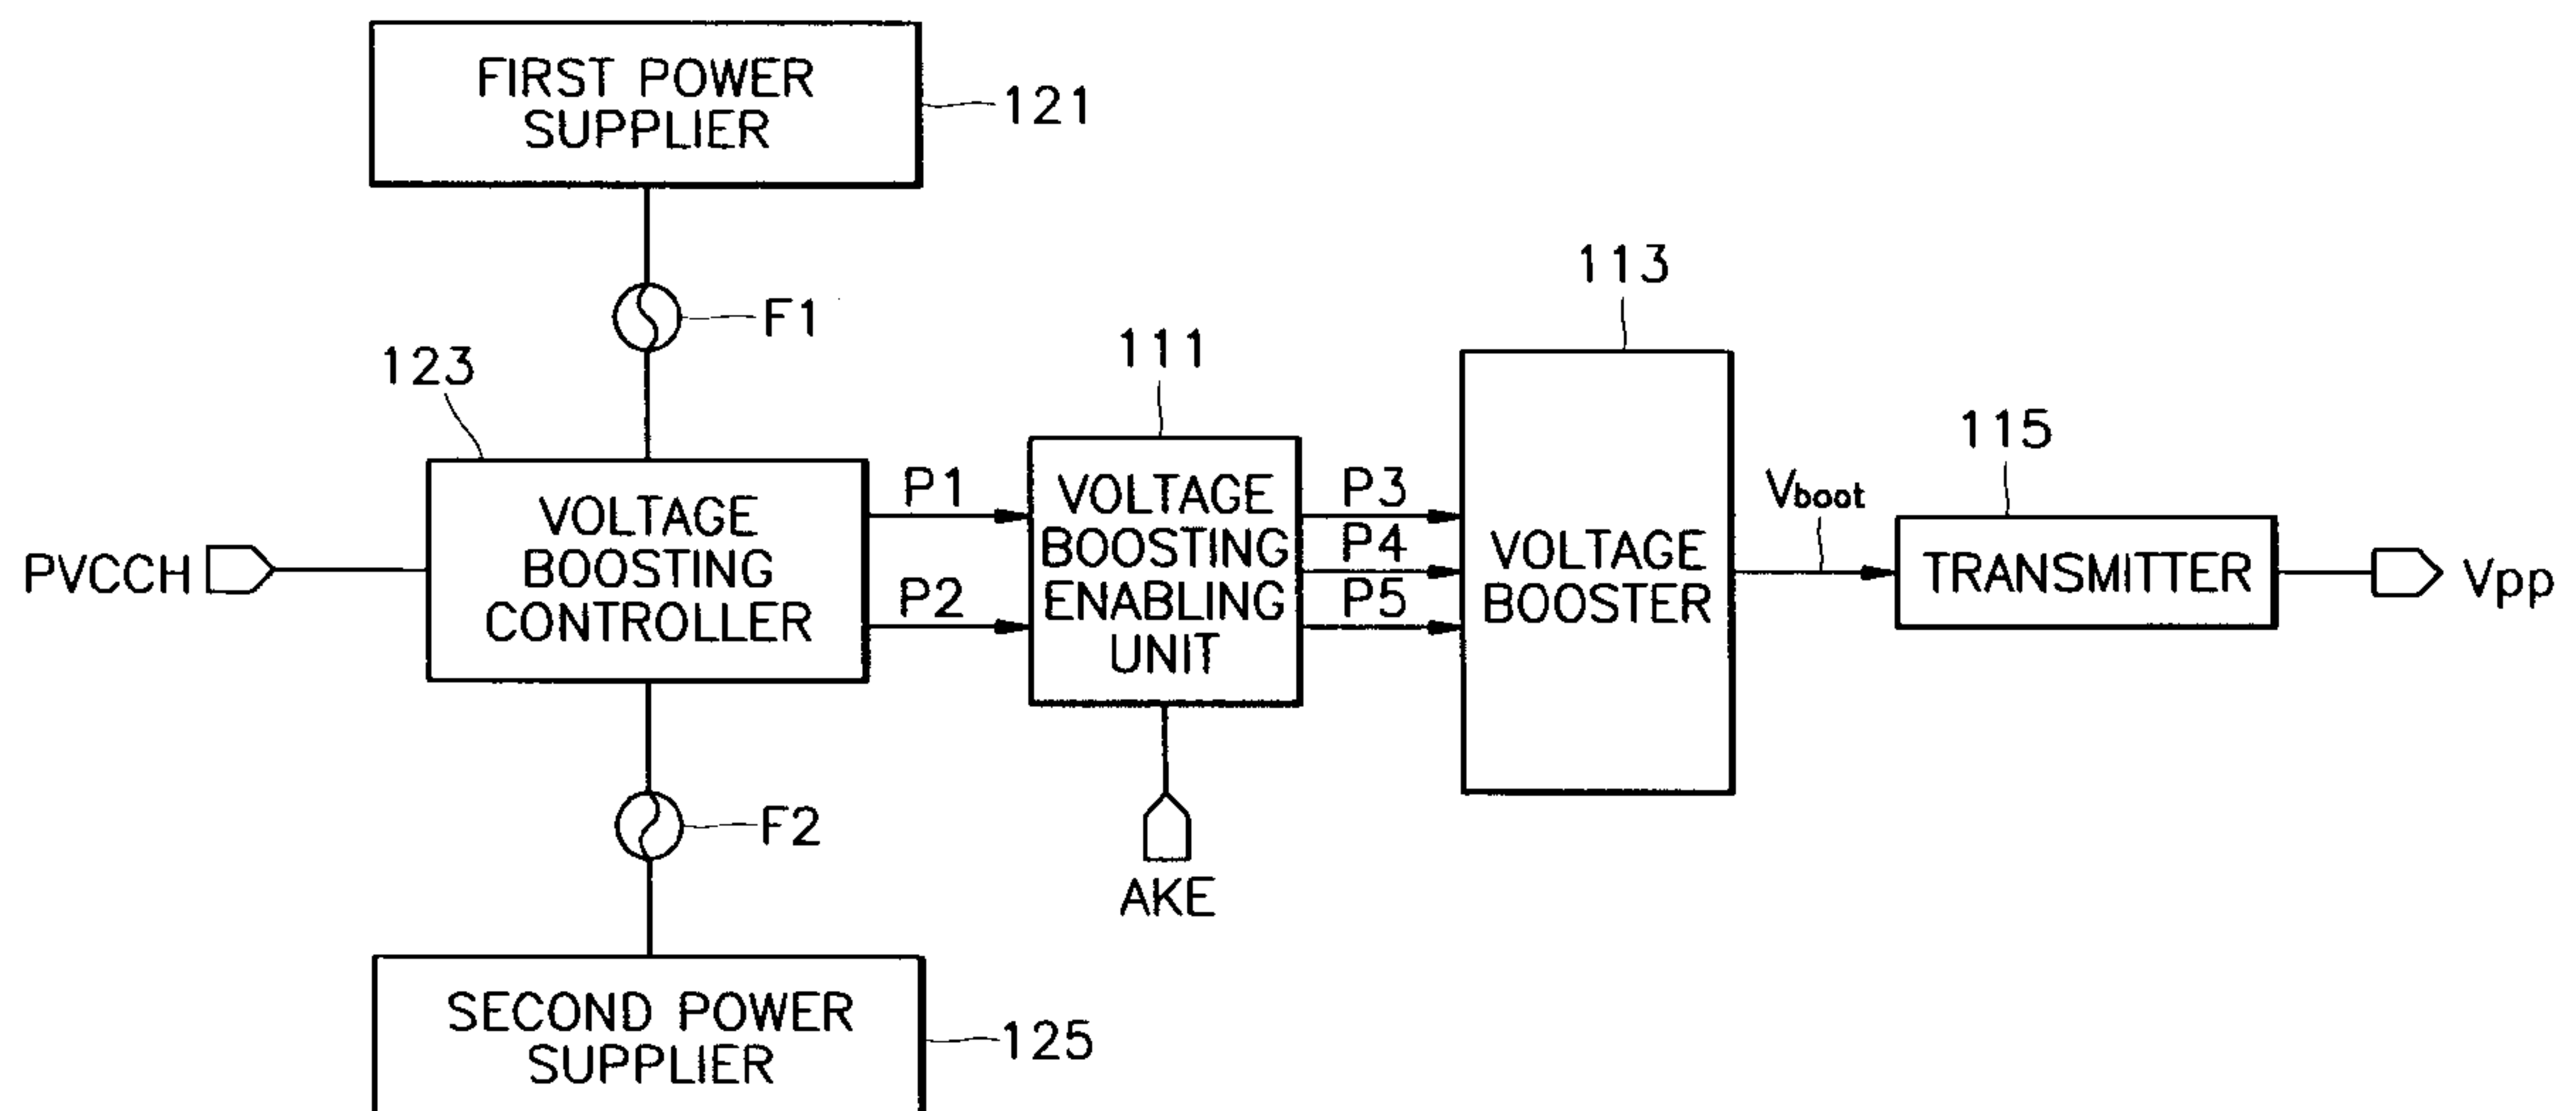 FIRST POWER
SUPPLIER
121
F1
123
VOLTAGE
BOOSTING
CONTROLLER
PVCCH
P1
P2
111
VOLTAGE
BOOSTING
ENABLING
UNIT
AKE
P3
P4
P5
113
VOLTAGE
BOOSTER
Vboot
115
TRANSMITTER
Vpp
F2
SECOND POWER
SUPPLIER
125